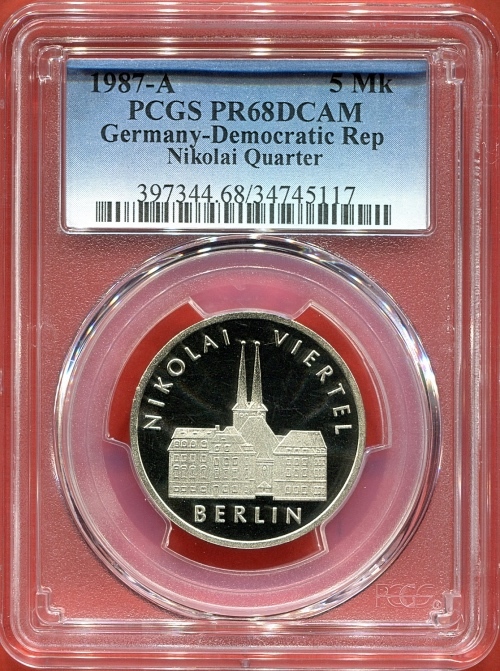 1987-A 5 Mk
PCGS PR68DCAM
Germany-Democratic Rep
Nikolai Quarter
397344.68/34745117
NIKOLAI VIERTEL
BERLIN
PCGS